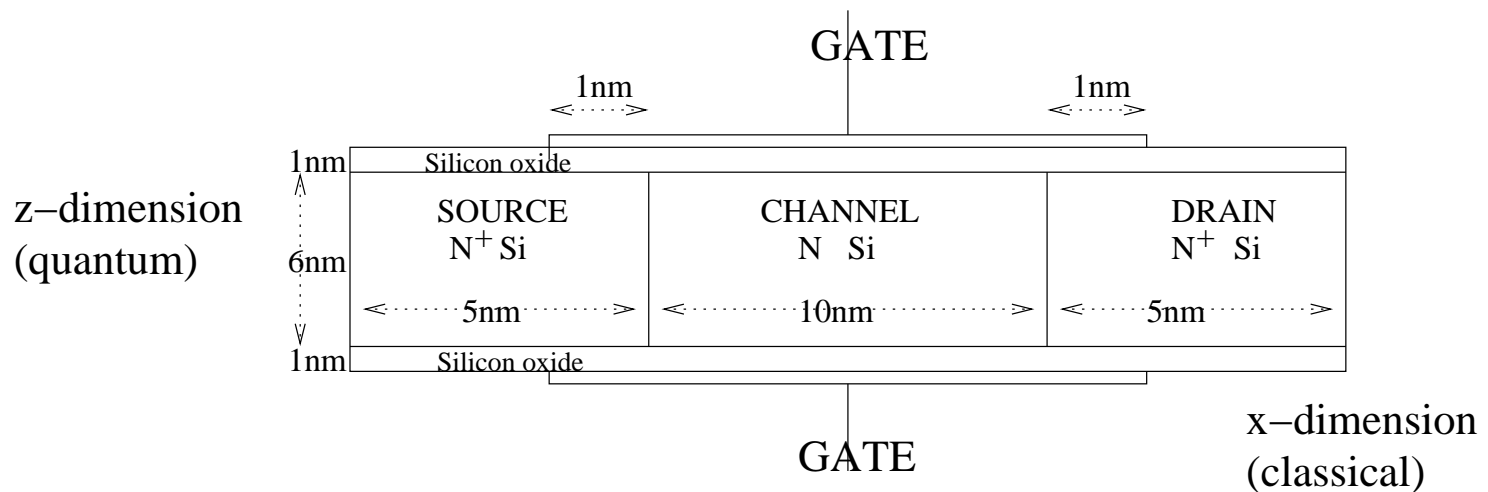 GATE
1nm
1nm
1nm
Silicon oxide
z−dimension
(quantum)
SOURCE
N+ Si
CHANNEL
N Si
DRAIN
N+ Si
6nm
5nm
10nm
5nm
1nm
Silicon oxide
GATE
x−dimension
(classical)